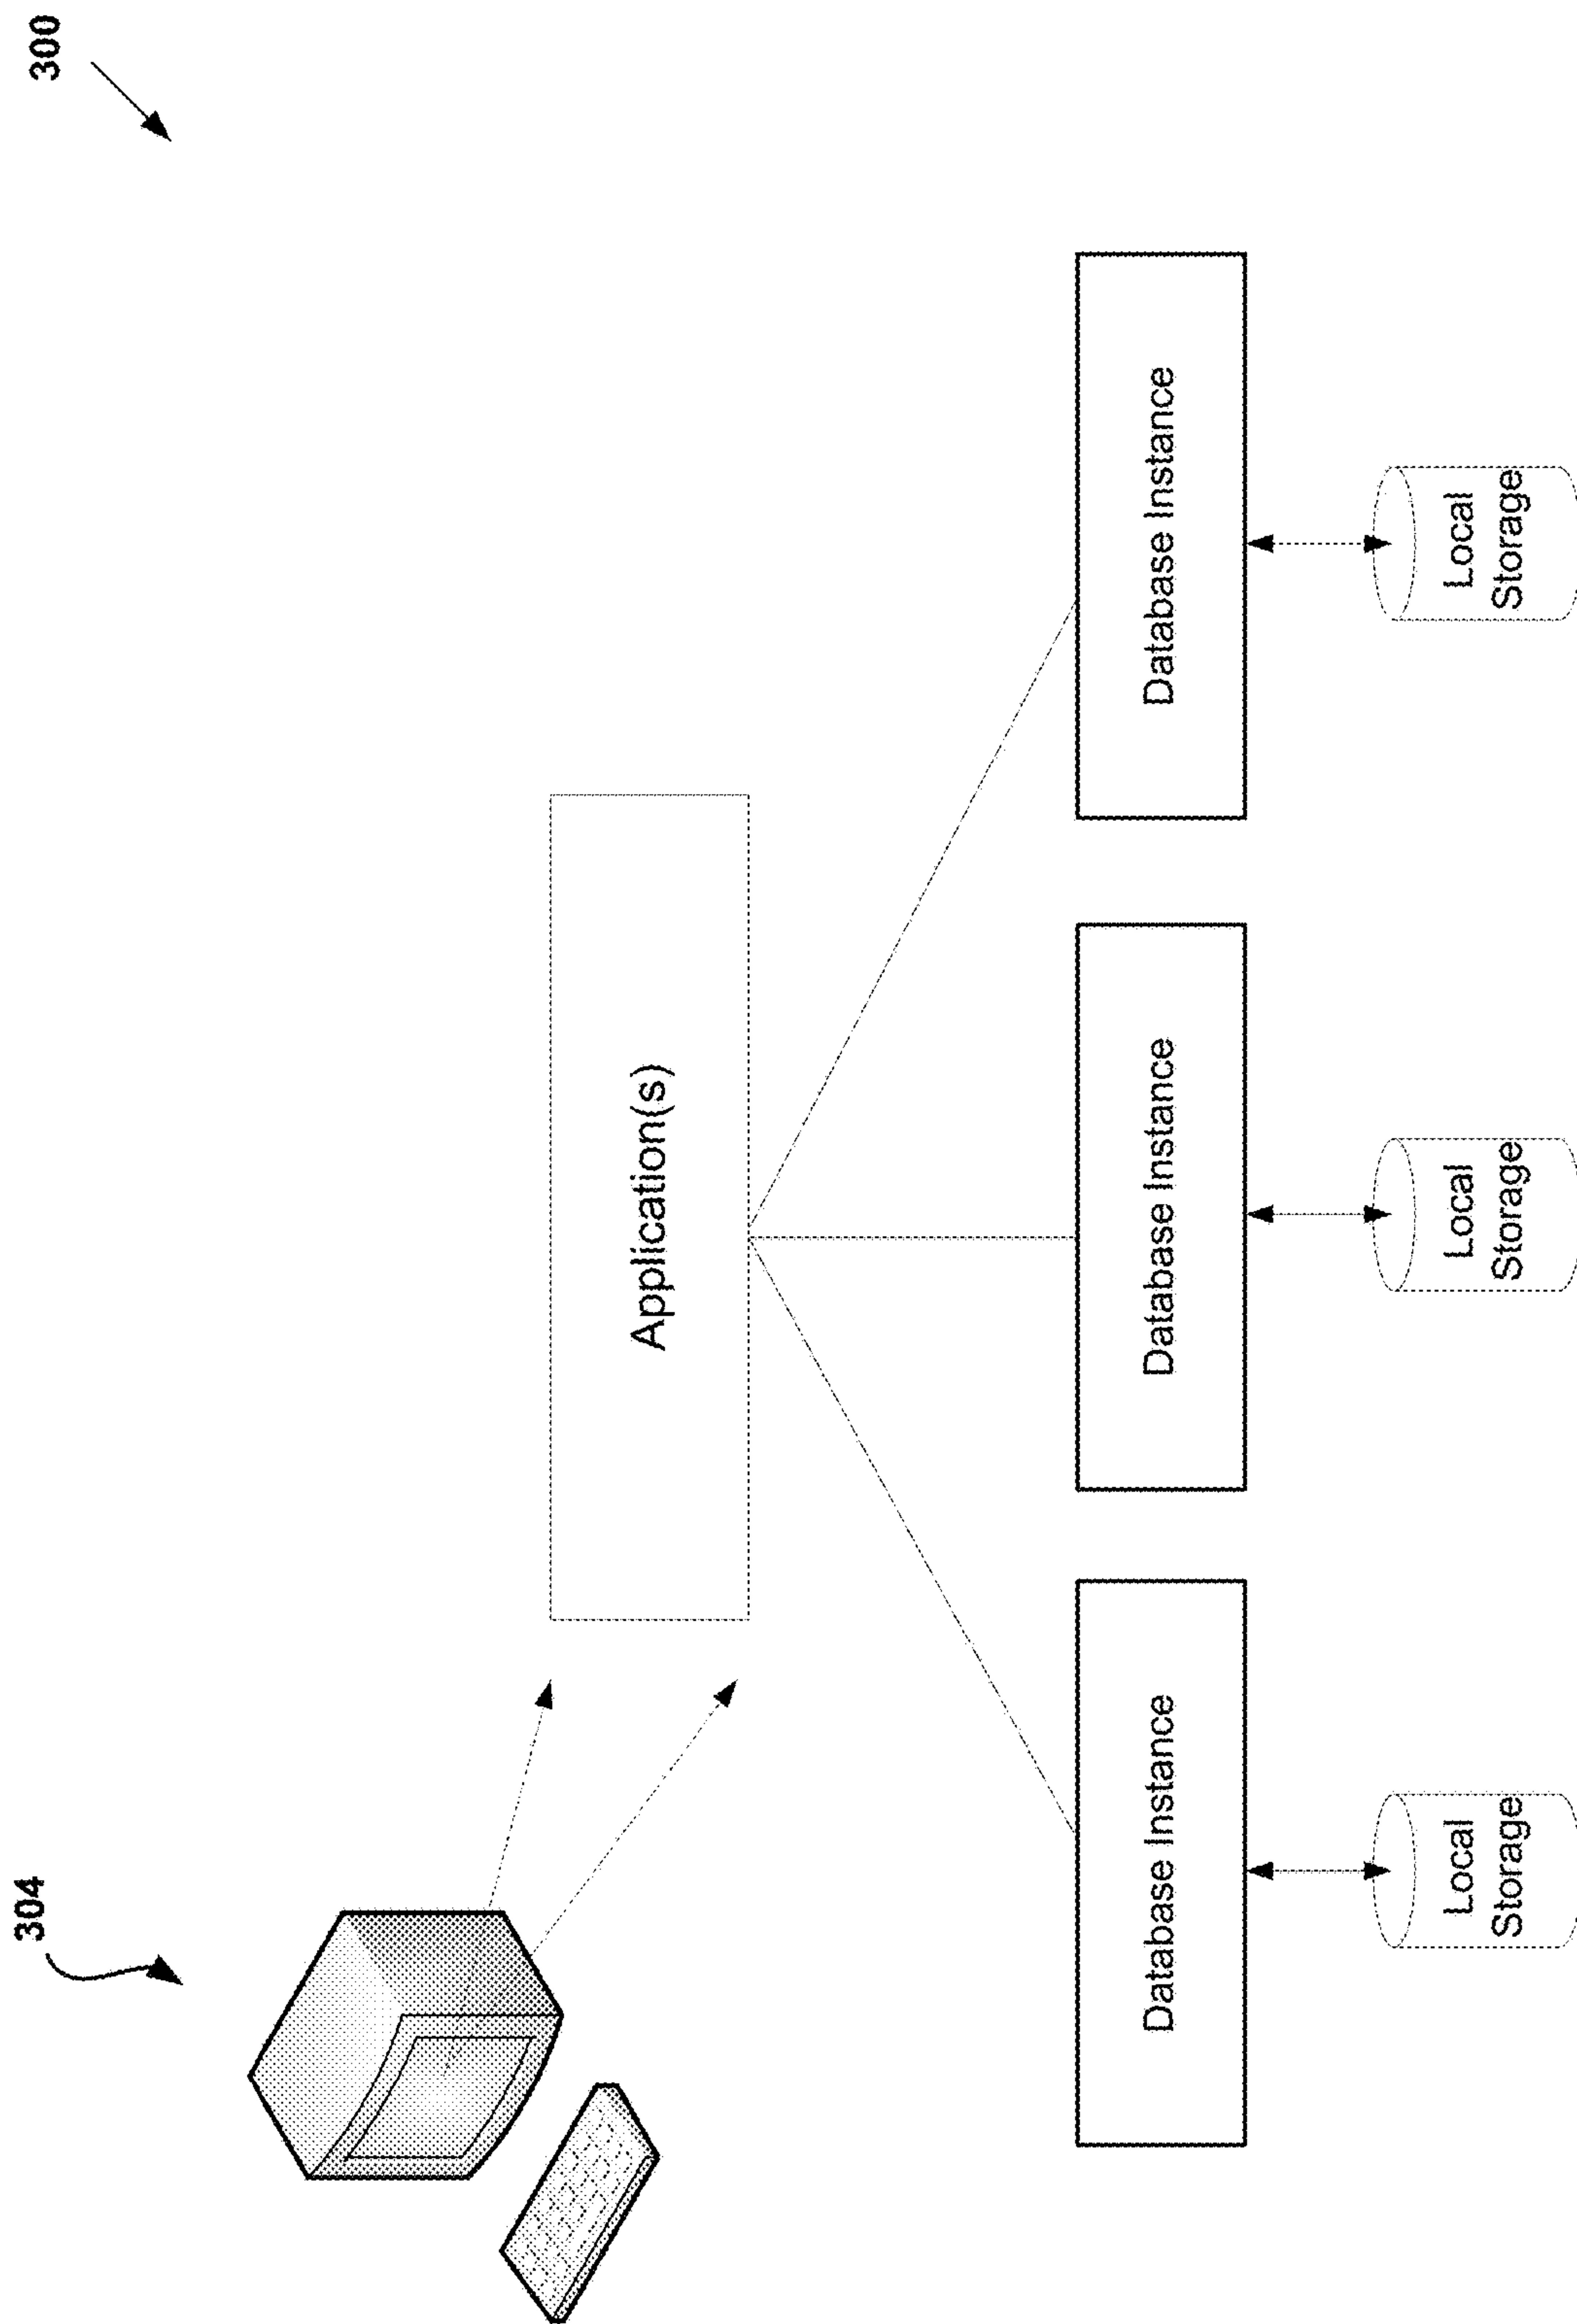 300
304
Application(s)
Database Instance
Database Instance
Database Instance
Local
Storage
Local
Storage
Local
Storage